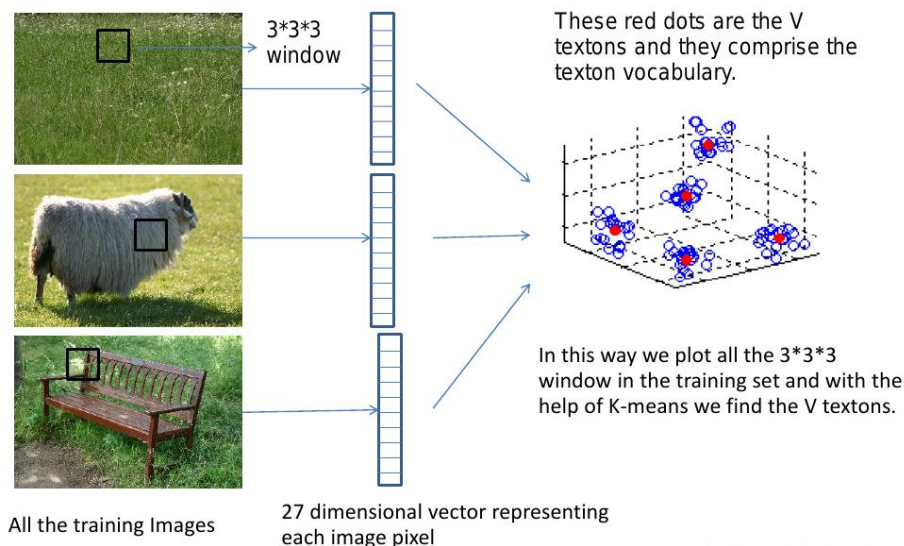 3*3*3
window
These red dots are the V
textons and they comprise the
texton vocabulary.
In this way we plot all the 3*3*3
window in the training set and with the
help of K-means we find the V textons.
All the training Images
27 dimensional vector representing
each image pixel